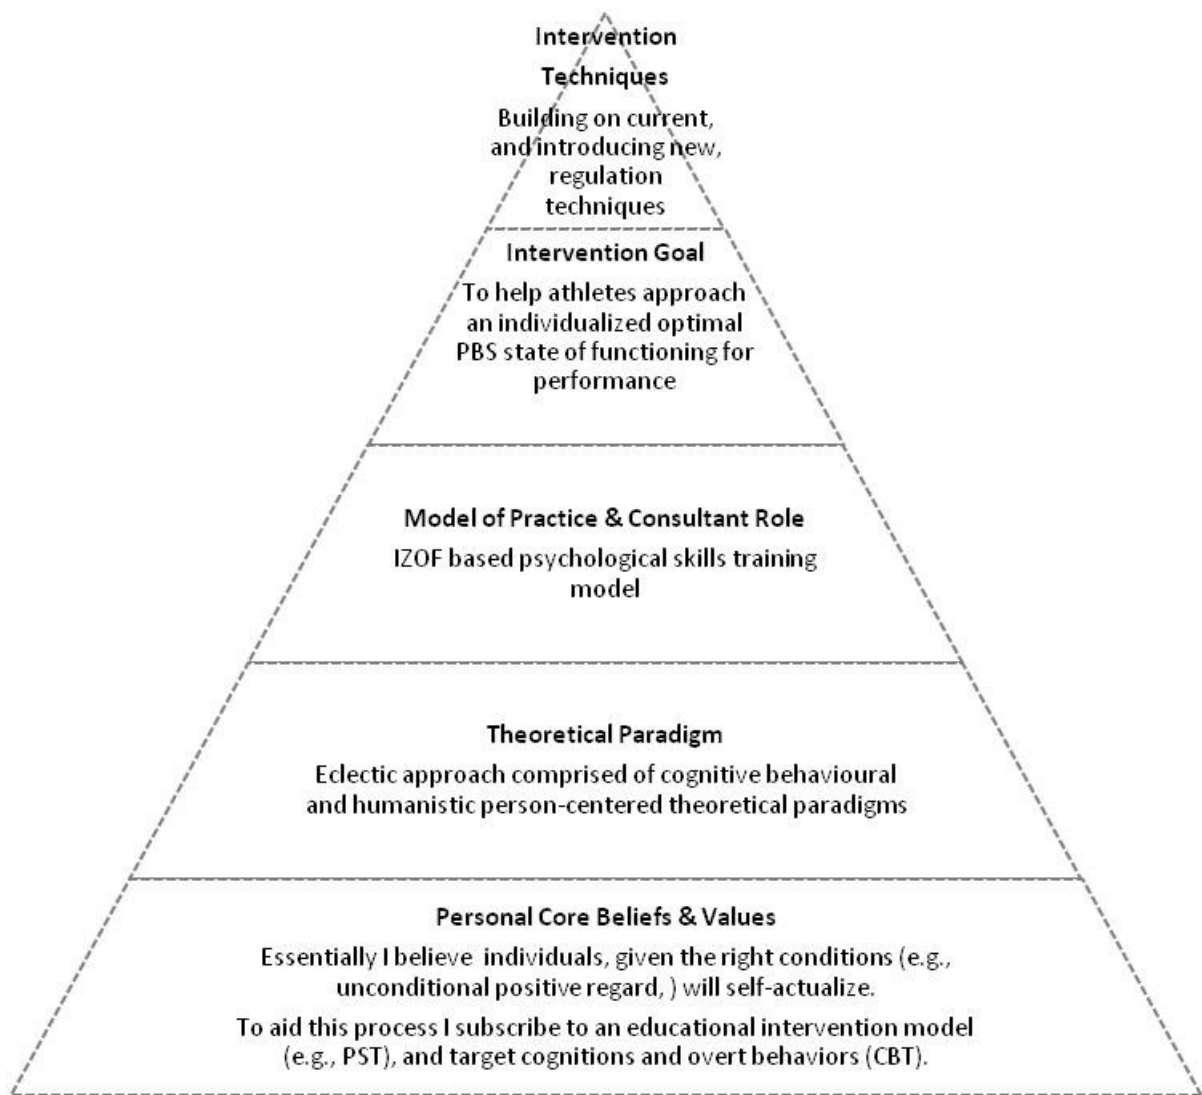 Intervention
Techniques
Building on current,
and introducing new,
regulation
techniques
Intervention Goal
To help athletes approach
an individualized optimal
PBS state of functioning for
performance
Model of Practice & Consultant Role
IZOF based psychological skills training
model
Theoretical Paradigm
Eclectic approach comprised of cognitive behavioural
and humanistic person-centered theoretical paradigms
Personal Core Beliefs & Values
Essentially I believe individuals, given the right conditions (e.g.,
unconditional positive regard, ) will self-actualize.
To aid this process I subscribe to an educational intervention model
(e.g., PST), and target cognitions and overt behaviors (CBT).